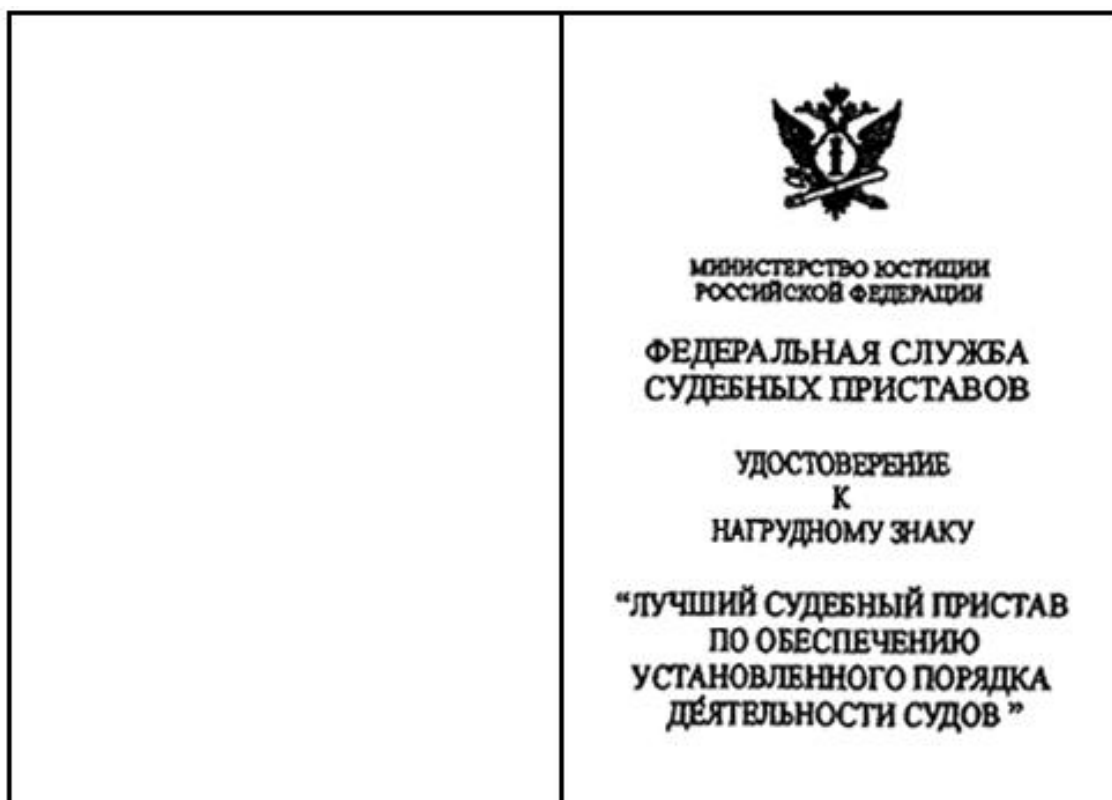 МИНИСТЕРСТВО ЮСТИЦИИ
РОССИЙСКОЙ ФЕДЕРАЦИИ
ФЕДЕРАЛЬНАЯ СЛУЖБА
СУДЕБНЫХ ПРИСТАВОВ
УДОСТОВЕРЕНИЕ
К
НАГРУДНОМУ ЗНАКУ
“ЛУЧШИЙ СУДЕБНЫЙ ПРИСТАВ
ПО ОБЕСПЕЧЕНИЮ
УСТАНОВЛЕННОГО ПОРЯДКА
ДЕЯТЕЛЬНОСТИ СУДОВ ”